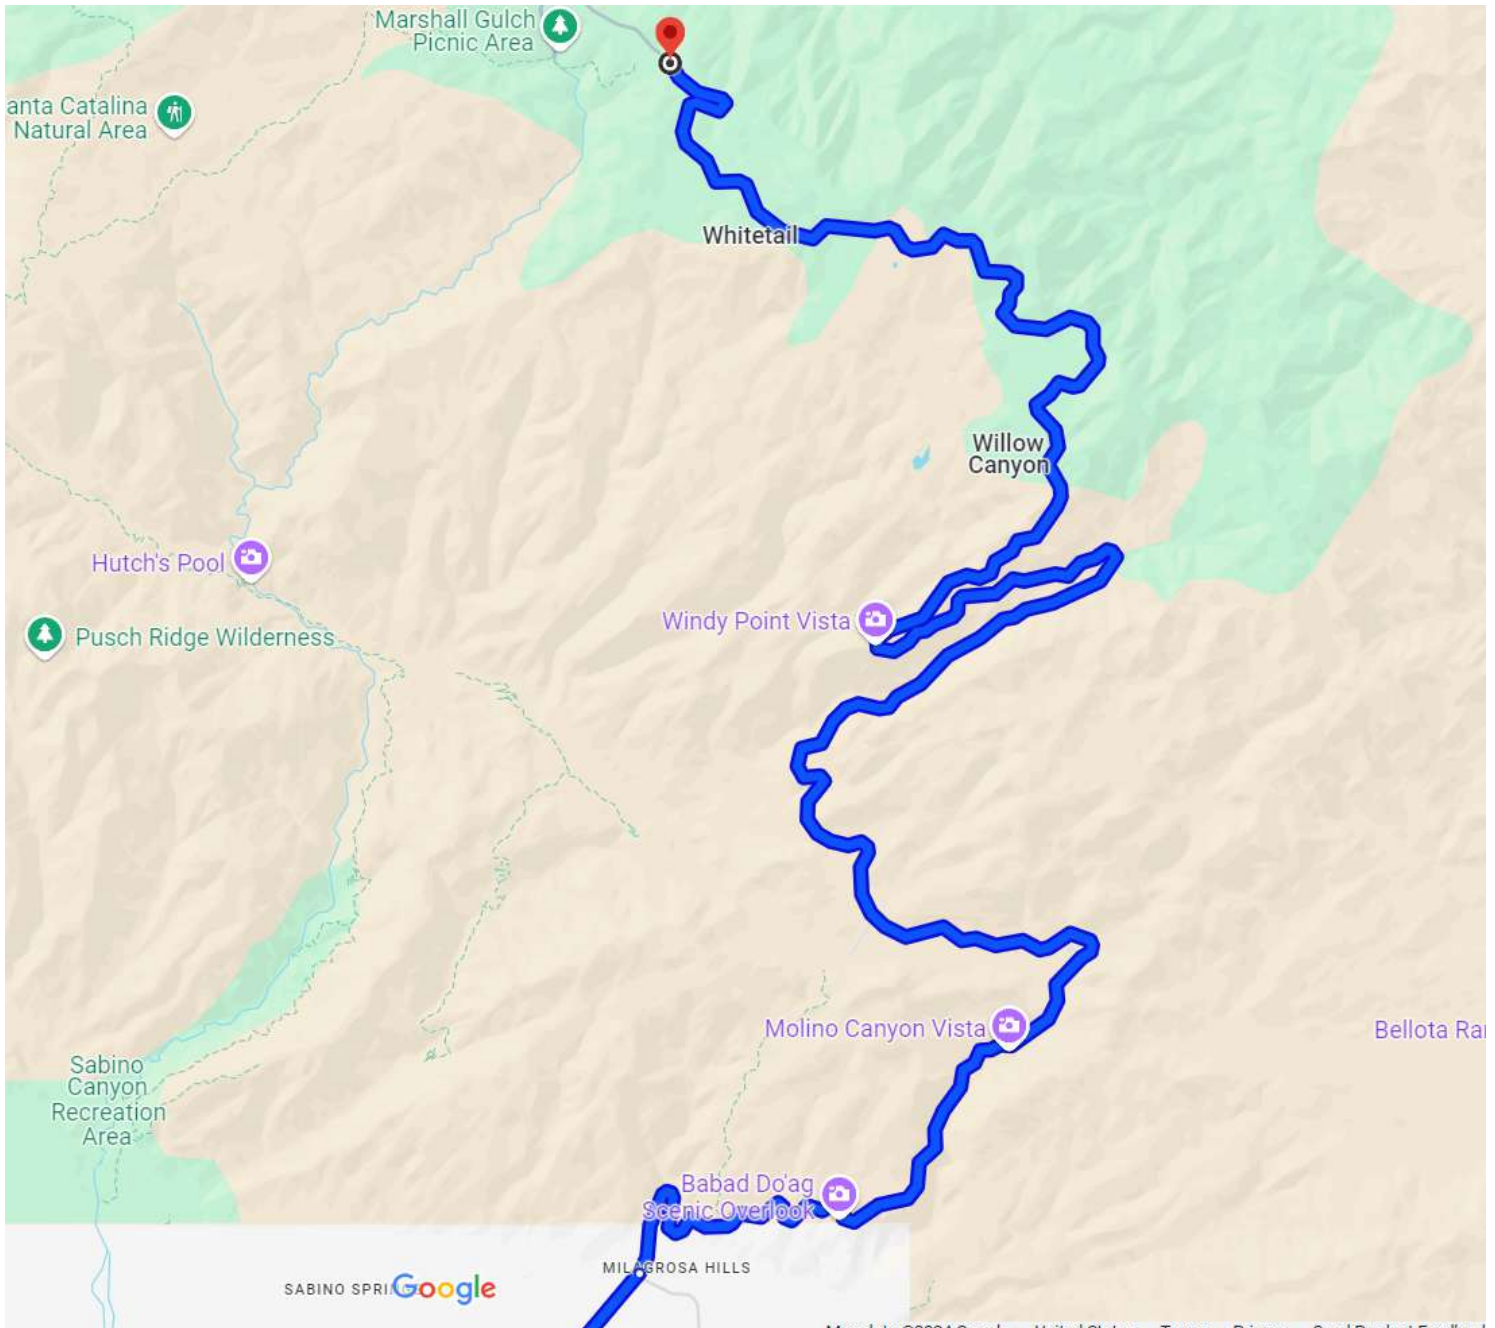 Marshall Gulch
Picnic Area
anta Catalina
Natural Area
Whitetail
Willow
Canyon
Hutch's Pool
Windy Point Vista
Pusch Ridge Wilderness
Molino Canyon Vista
Bellota Ra
Sabino
Canyon
Recreation
Area
Babad Do'ag
Scenic Overlook
MILAGROSA HILLS
SABINO SPRI
Google